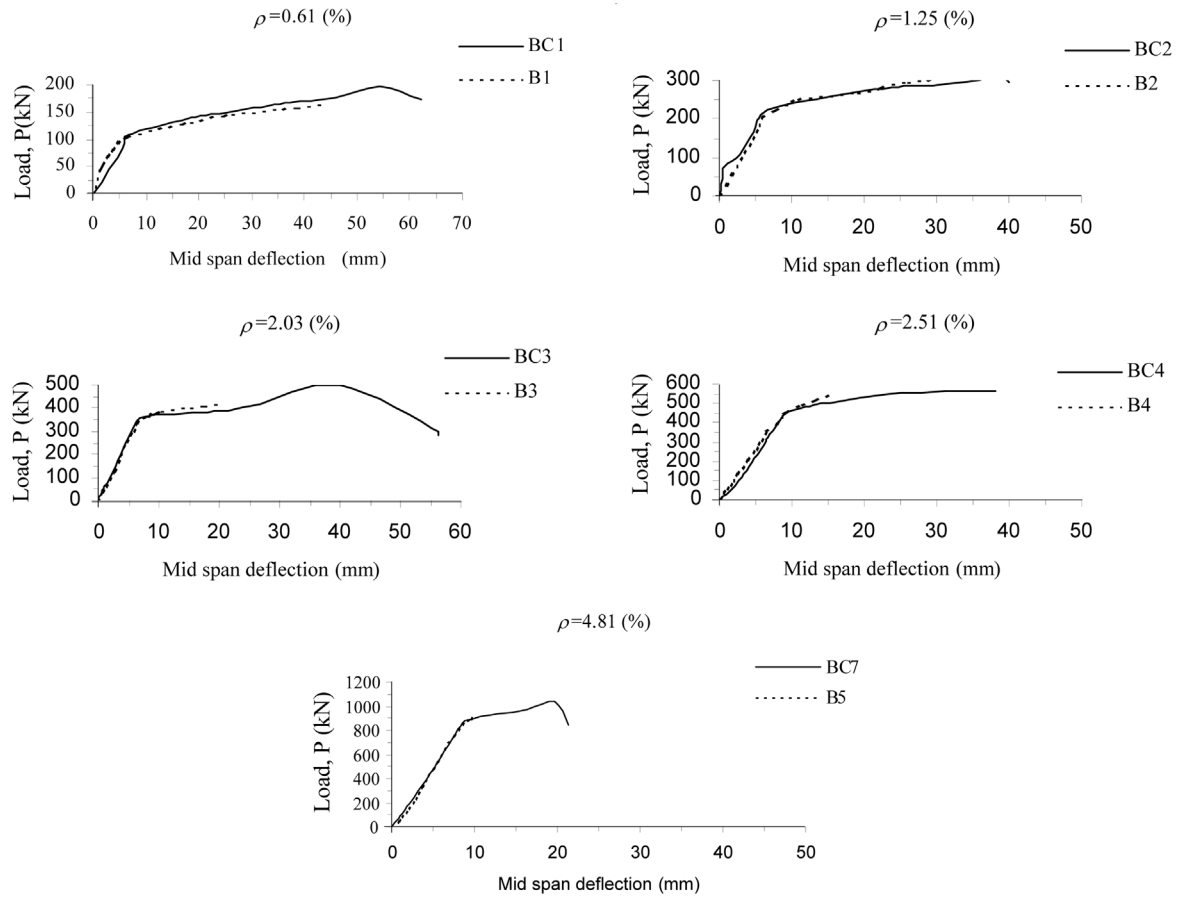 ρ=0.61 (%)
BC1
B1
Load, P(kN)
200
150
100
50
0
0 10 20 30 40 50 60 70
Mid span deflection (mm)
ρ=1.25 (%)
BC2
B2
Load, P (kN)
300
200
100
0
0 10 20 30 40 50
Mid span deflection (mm)
ρ=2.03 (%)
BC3
B3
Load, P (kN)
500
400
300
200
100
0
0 10 20 30 40 50 60
Mid span deflection (mm)
ρ=2.51 (%)
BC4
B4
Load, P (kN)
600
500
400
300
200
100
0
0 10 20 30 40 50
Mid span deflection (mm)
ρ=4.81 (%)
BC7
B5
Load, P (kN)
1200
1000
800
600
400
200
0
0 10 20 30 40 50
Mid span deflection (mm)